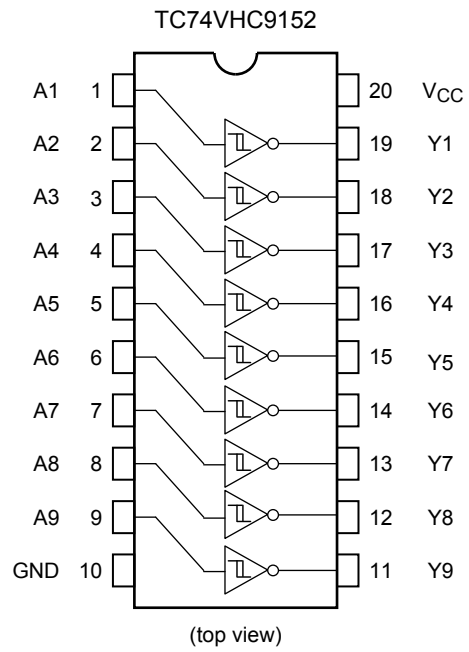 TC74VHC9152
A1 1 20 VCC
A2 2 19 Y1
A3 3 18 Y2
A4 4 17 Y3
A5 5 16 Y4
A6 6 15 Y5
A7 7 14 Y6
A8 8 13 Y7
A9 9 12 Y8
GND 10 11 Y9
(top view)